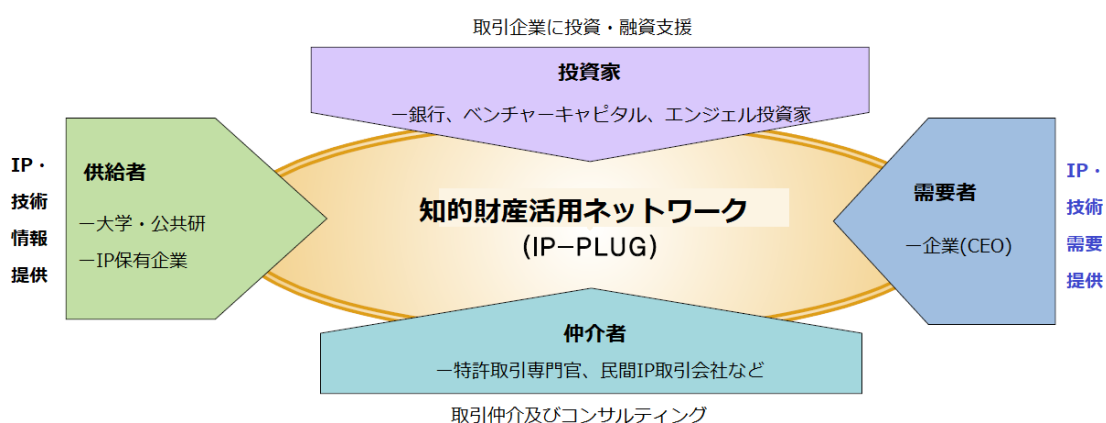 取引企業に投資・融資支援
投資家
－銀行、ベンチャーキャピタル、エンジェル投資家
IP・
技術
情報
提供
供給者
－大学・公共研
－IP保有企業
知的財産活用ネットワーク
(IP-PLUG)
需要者
－企業(CEO)
IP・
技術
需要
提供
仲介者
－特許取引専門官、民間IP取引会社など
取引仲介及びコンサルティング